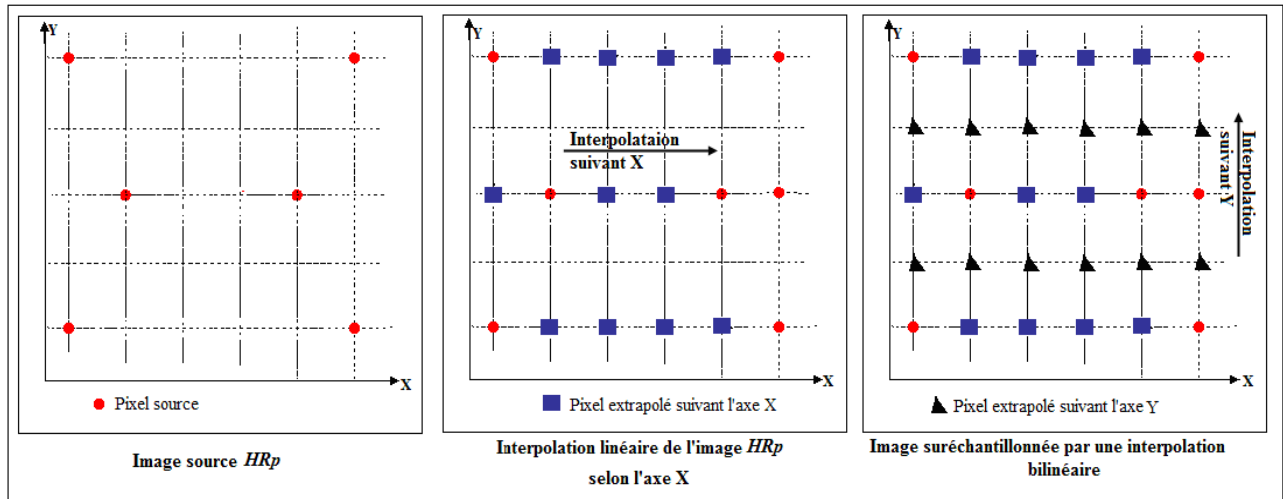 Y
X
Pixel source
Image source HRp
Y
Interpolataion
suivant X
X
Pixel extrapolé suivant l'axe X
Interpolation linéaire de l'image HRp
selon l'axe X
Y
Interpolation
suivant Y
X
Pixel extrapolé suivant l'axe Y
Image suréchantillonnée par une interpolation
bilinéaire